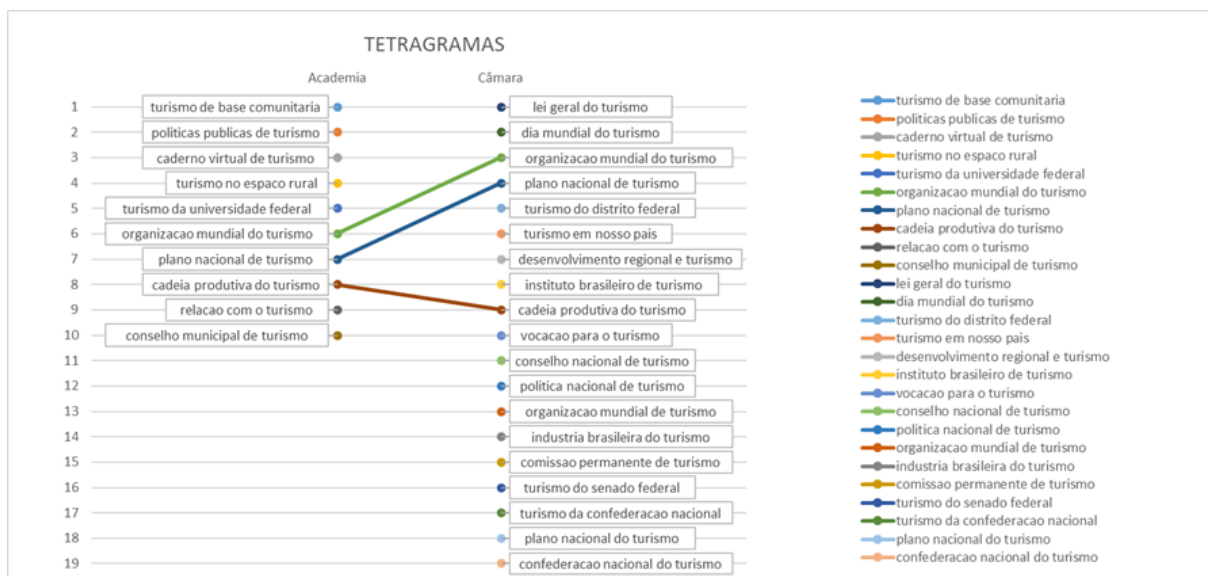 TETRAGRAMAS
Academia Câmara
1 turismo de base comunitaria lei geral do turismo
2 politicas publicas de turismo dia mundial do turismo
3 caderno virtual de turismo organizacao mundial do turismo
4 turismo no espaco rural plano nacional de turismo
5 turismo da universidade federal turismo do distrito federal
6 organizacao mundial do turismo turismo em nosso pais
7 plano nacional de turismo desenvolvimento regional e turismo
8 cadeia produtiva do turismo instituto brasileiro de turismo
9 relacao com o turismo cadeia produtiva do turismo
10 conselho municipal de turismo vocacao para o turismo
11 conselho nacional de turismo
12 politica nacional de turismo
13 organizacao mundial de turismo
14 industria brasileira do turismo
15 comissao permanente de turismo
16 turismo do senado federal
17 turismo da confederacao nacional
18 plano nacional do turismo
19 confederacao nacional do turismo
turismo de base comunitaria
politicas publicas de turismo
caderno virtual de turismo
turismo no espaco rural
turismo da universidade federal
organizacao mundial do turismo
plano nacional de turismo
cadeia produtiva do turismo
relacao com o turismo
conselho municipal de turismo
lei geral do turismo
dia mundial do turismo
turismo do distrito federal
turismo em nosso pais
desenvolvimento regional e turismo
instituto brasileiro de turismo
vocacao para o turismo
conselho nacional de turismo
politica nacional de turismo
organizacao mundial de turismo
industria brasileira do turismo
comissao permanente de turismo
turismo do senado federal
turismo da confederacao nacional
plano nacional do turismo
confederacao nacional do turismo